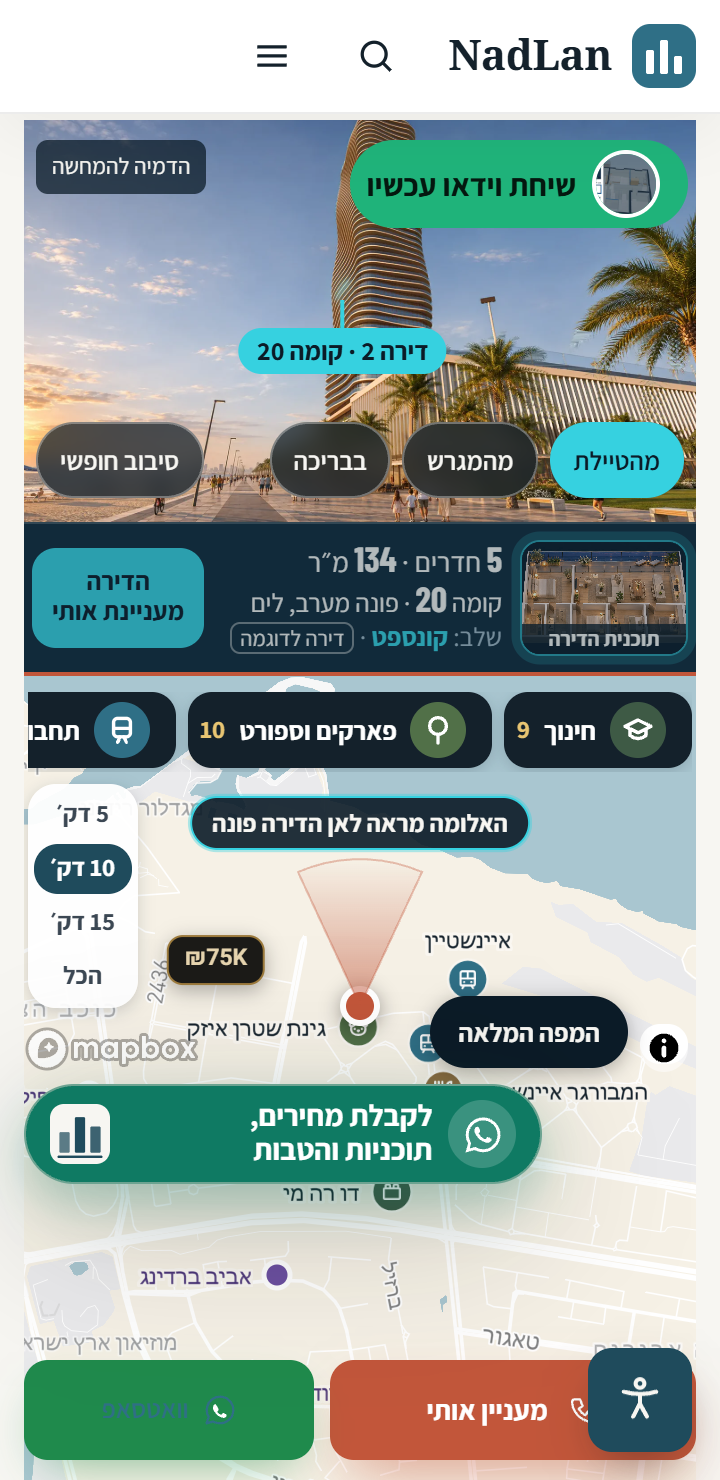 NadLan
שיחת וידאו עכשיו
הדמיה להמחשה
דירה 2 · קומה 20
מהטיילת
מהמגרש
בבריכה
סיבוב חופשי
תוכנית הדירה
5 חדרים · 134 מ״ר
קומה 20 · פונה מערב, לים
שלב: קונספט · דירה לדוגמה
הדירה
מעניינת אותי
חינוך 9
פארקים וספורט 10
5 דק׳
10 דק׳
15 דק׳
הכל
האלומה מראה לאן הדירה פונה
איינשטיין
₪75K
2436
גינת שטרן איזק
המפה המלאה
mapbox
לקבלת מחירים,
תוכניות והטבות
דו רה מי
אביב ברדינג
ברזיל
טאגור
מעניין אותי
וואטסאפ